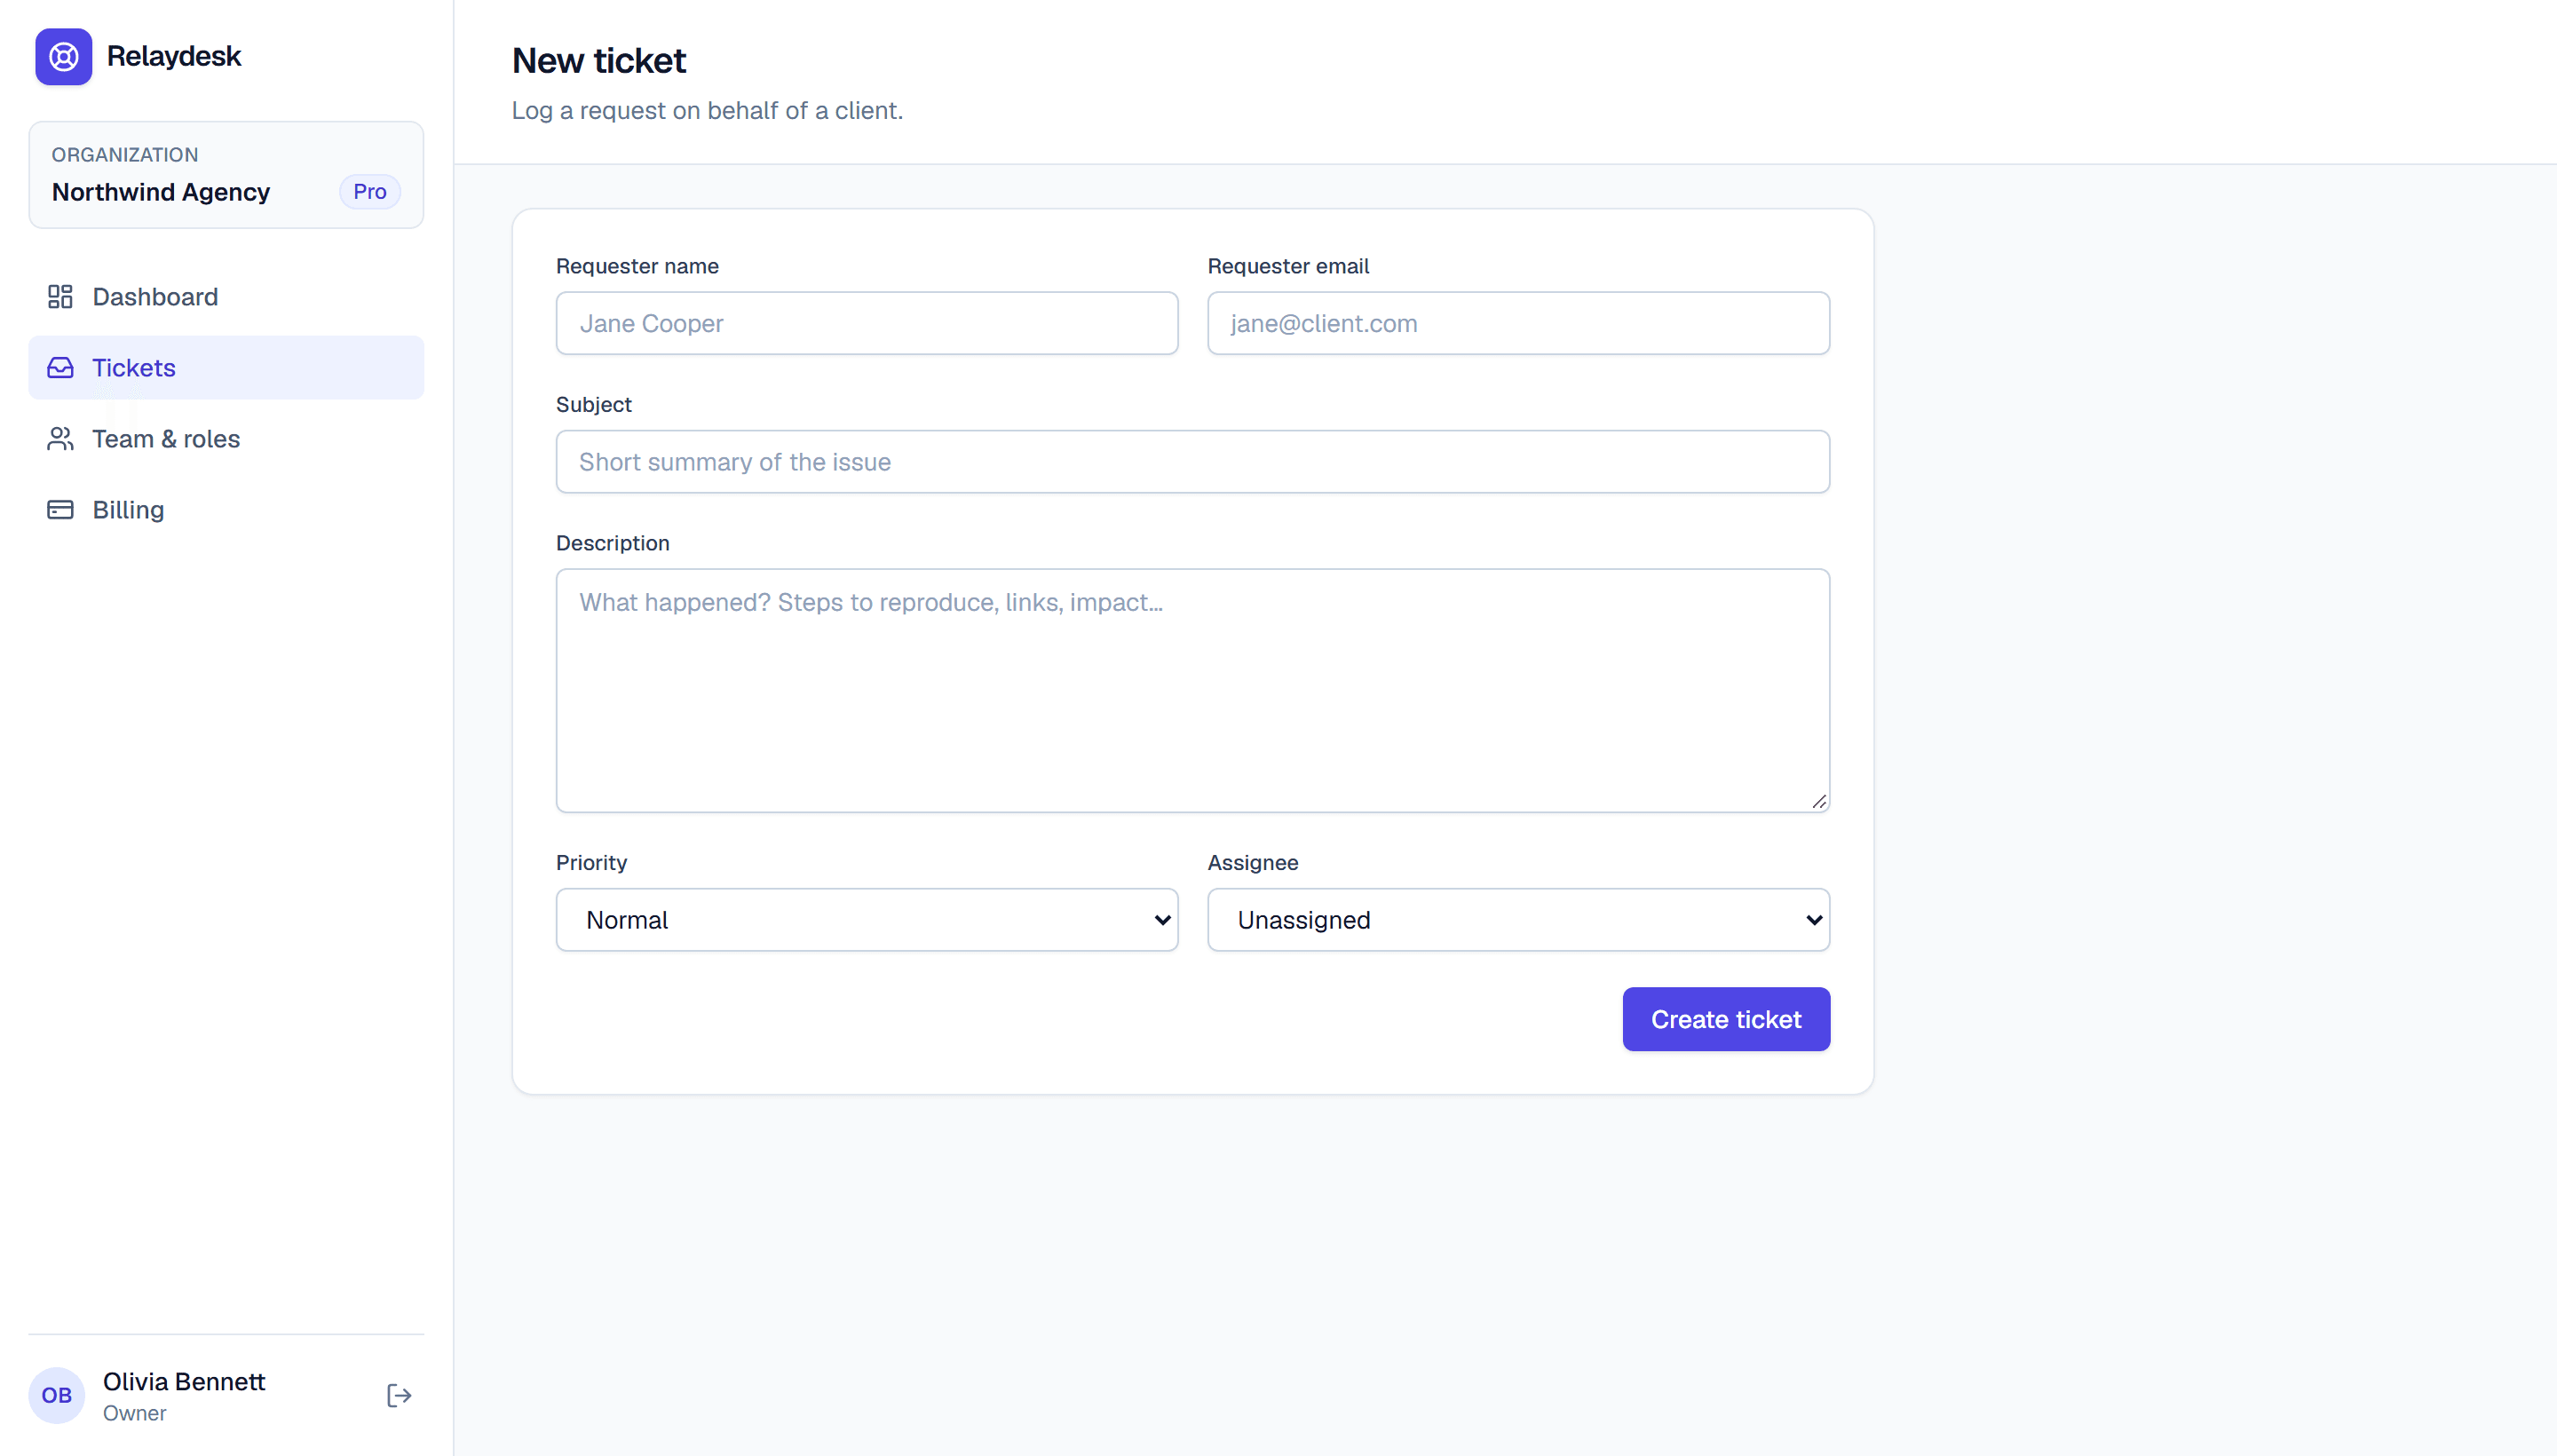 Relaydesk
ORGANIZATION
Northwind Agency Pro
Dashboard
Tickets
Team & roles
Billing
OB
Olivia Bennett
Owner
New ticket
Log a request on behalf of a client.
Requester name
Jane Cooper
Requester email
jane@client.com
Subject
Short summary of the issue
Description
What happened? Steps to reproduce, links, impact...
Priority
Normal
Assignee
Unassigned
Create ticket